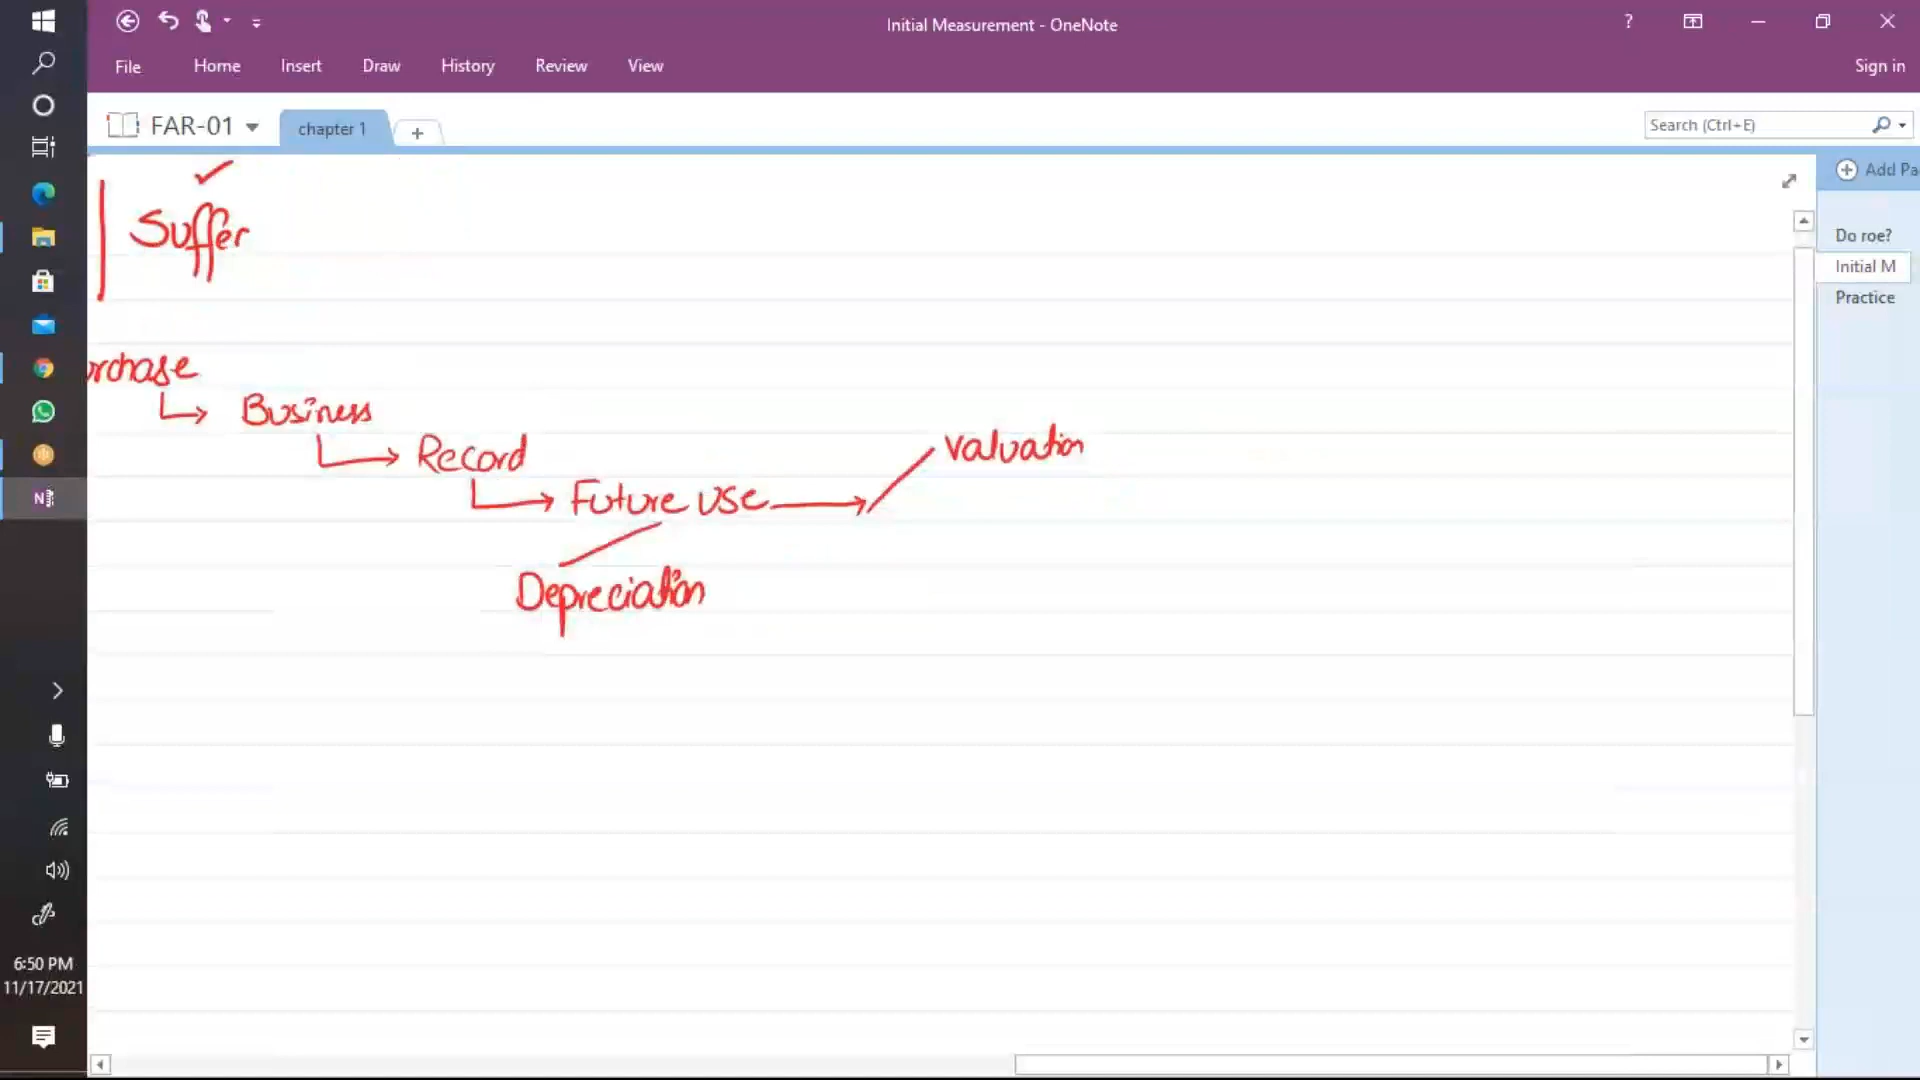 Initial Measurement - OneNote
?
File Home Insert Draw History Review View
Sign in
FAR-01
chapter 1
+
Search (Ctrl+E)
Add Pa
Suffer
Do roe?
Initial M
Practice
urchase
Business
Record
Valuation
Future use
Depreciation
N
6:50 PM
11/17/2021